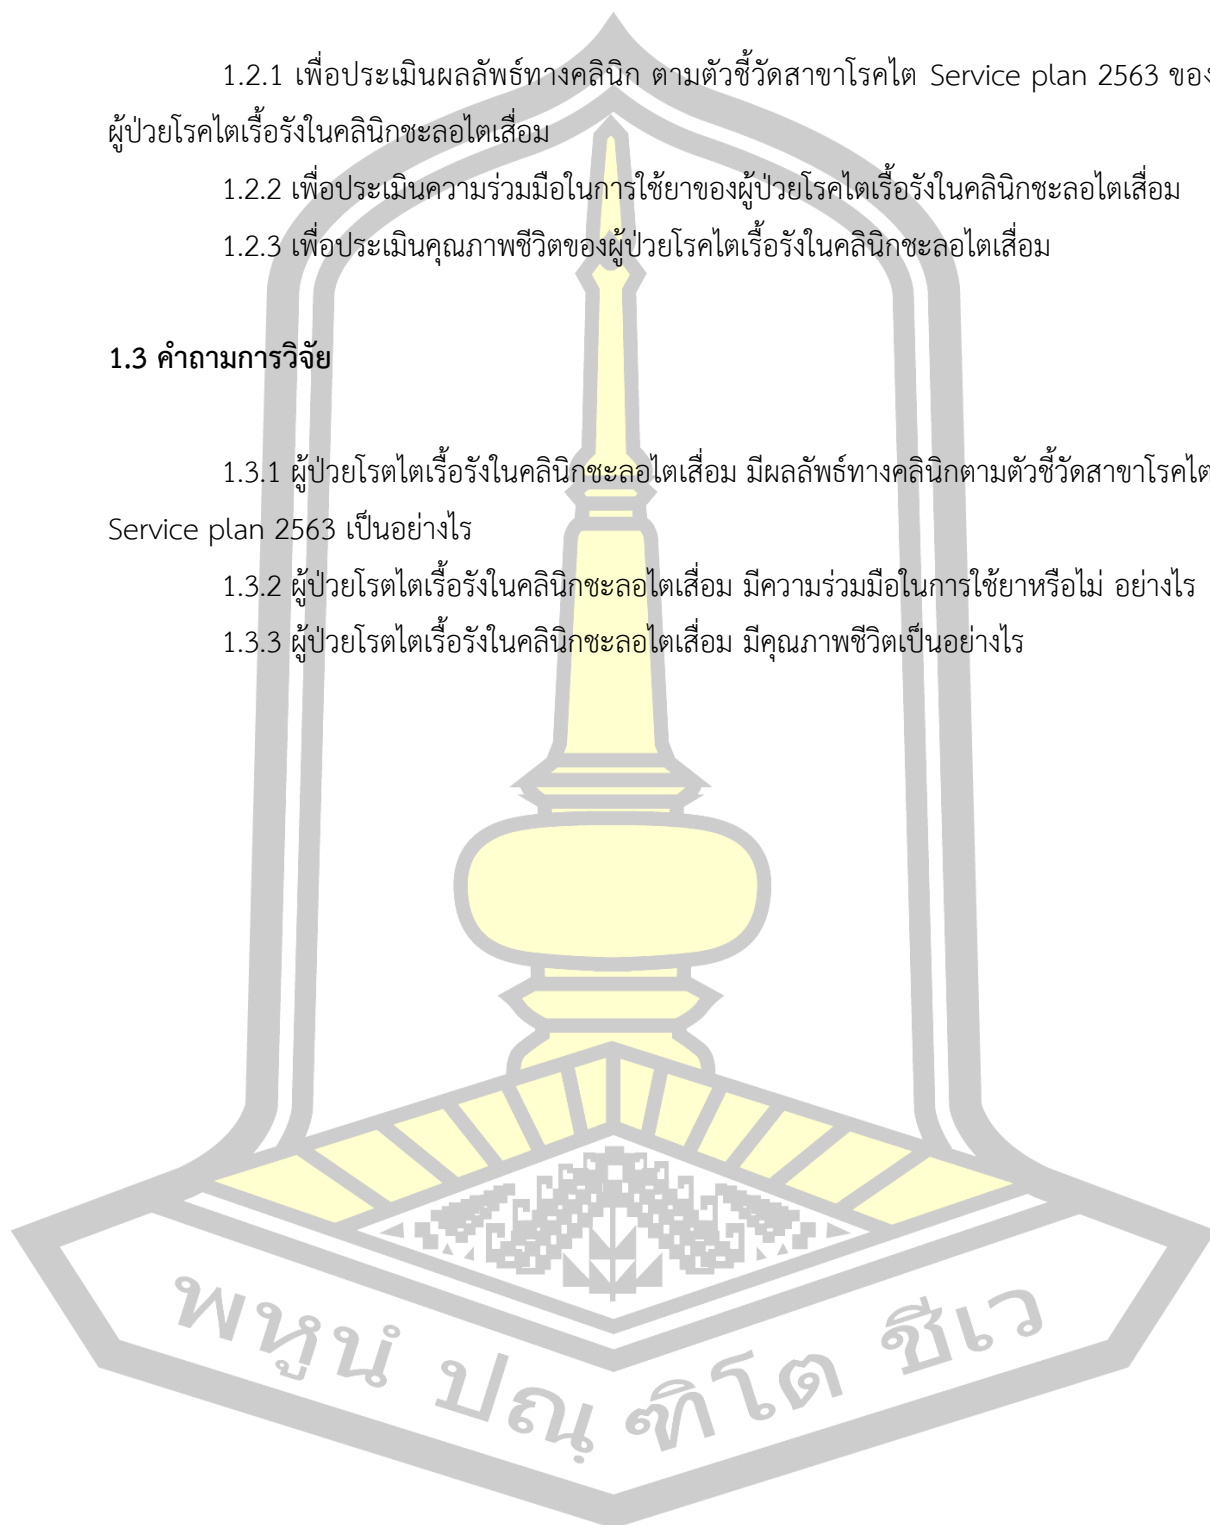 1.2.1 เพื่อประเมินผลลัพธ์ทางคลินิก ตามตัวชี้วัดสาขาโรคไต Service plan 2563 ของ
ผู้ป่วยโรคไตเรื้อรังในคลินิกชะลอไตเสื่อม
1.2.2 เพื่อประเมินความร่วมมือในการใช้ยาของผู้ป่วยโรคไตเรื้อรังในคลินิกชะลอไตเสื่อม
1.2.3 เพื่อประเมินคุณภาพชีวิตของผู้ป่วยโรคไตเรื้อรังในคลินิกชะลอไตเสื่อม
1.3 คำถามการวิจัย
1.3.1 ผู้ป่วยโรตไตเรื้อรังในคลินิกชะลอไตเสื่อม มีผลลัพธ์ทางคลินิกตามตัวชี้วัดสาขาโรคไต
Service plan 2563 เป็นอย่างไร
1.3.2 ผู้ป่วยโรตไตเรื้อรังในคลินิกชะลอไตเสื่อม มีความร่วมมือในการใช้ยาหรือไม่ อย่างไร
1.3.3 ผู้ป่วยโรตไตเรื้อรังในคลินิกชะลอไตเสื่อม มีคุณภาพชีวิตเป็นอย่างไร
พหูนํ ปณฺ ฑิโต ชีเว